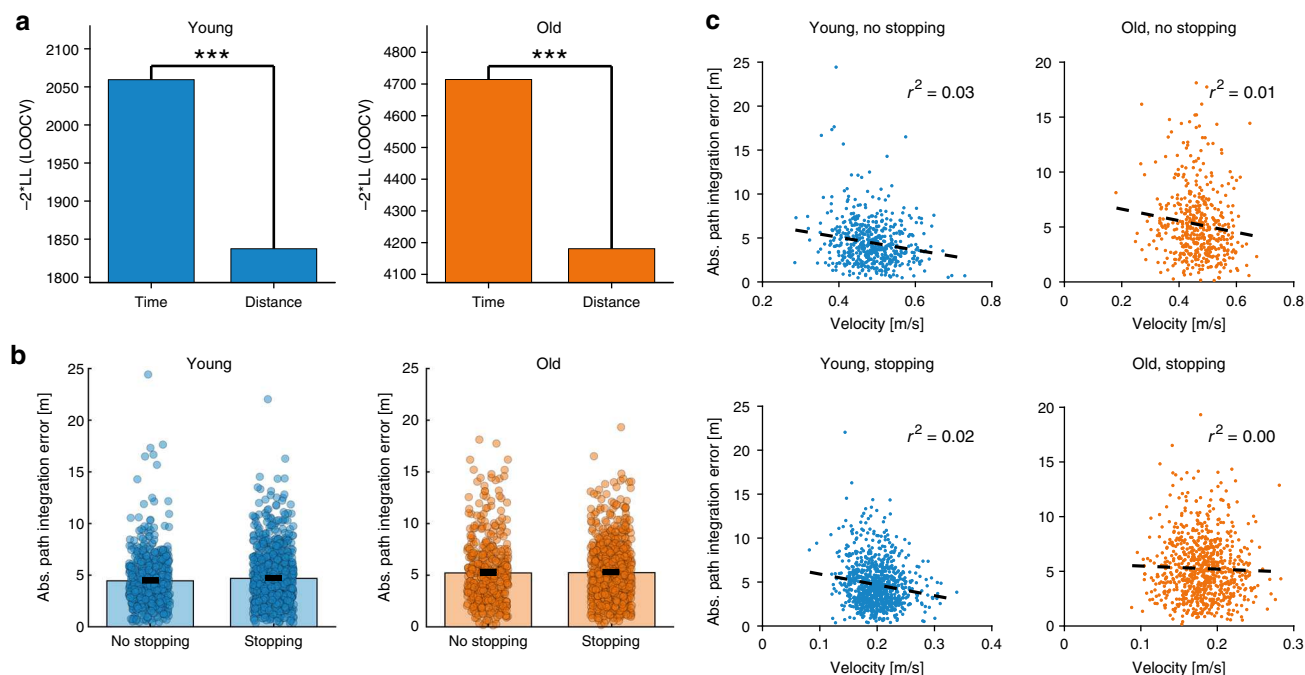 a
Young
–2*LL (LOOCV)
2100
2050
2000
1950
1900
1850
1800
***
Time
Distance
Old
–2*LL (LOOCV)
4800
4700
4600
4500
4400
4300
4200
4100
***
Time
Distance
b
Young
Abs. path integration error [m]
25
20
15
10
5
0
No stopping
Stopping
Old
Abs. path integration error [m]
25
20
15
10
5
0
No stopping
Stopping
c
Young, no stopping
Abs. path integration error [m]
25
20
15
10
5
0
r² = 0.03
0.2 0.4 0.6 0.8
Velocity [m/s]
Old, no stopping
20
15
10
5
0
r² = 0.01
0 0.2 0.4 0.6 0.8
Velocity [m/s]
Young, stopping
Abs. path integration error [m]
25
20
15
10
5
0
r² = 0.02
0 0.1 0.2 0.3 0.4
Velocity [m/s]
Old, stopping
20
15
10
5
0
r² = 0.00
0 0.1 0.2 0.3
Velocity [m/s]